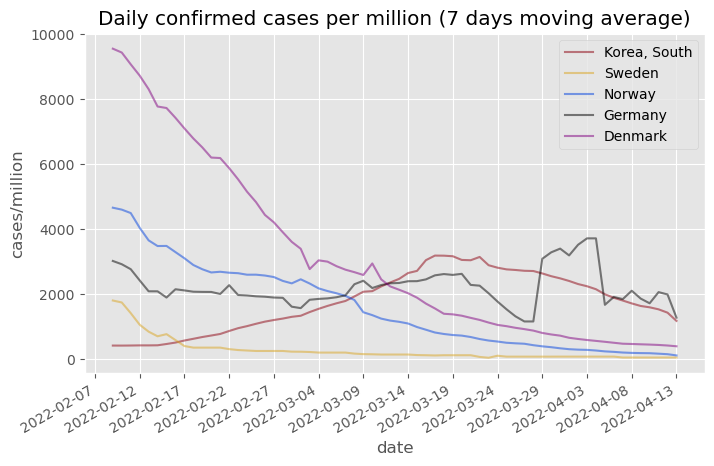 Daily confirmed cases per million (7 days moving average)
10000
8000
6000
4000
2000
0
cases/million
Korea, South
Sweden
Norway
Germany
Denmark
2022-02-07
2022-02-12
2022-02-17
2022-02-22
2022-02-27
2022-03-04
2022-03-09
2022-03-14
2022-03-19
2022-03-24
2022-03-29
2022-04-03
2022-04-08
2022-04-13
date